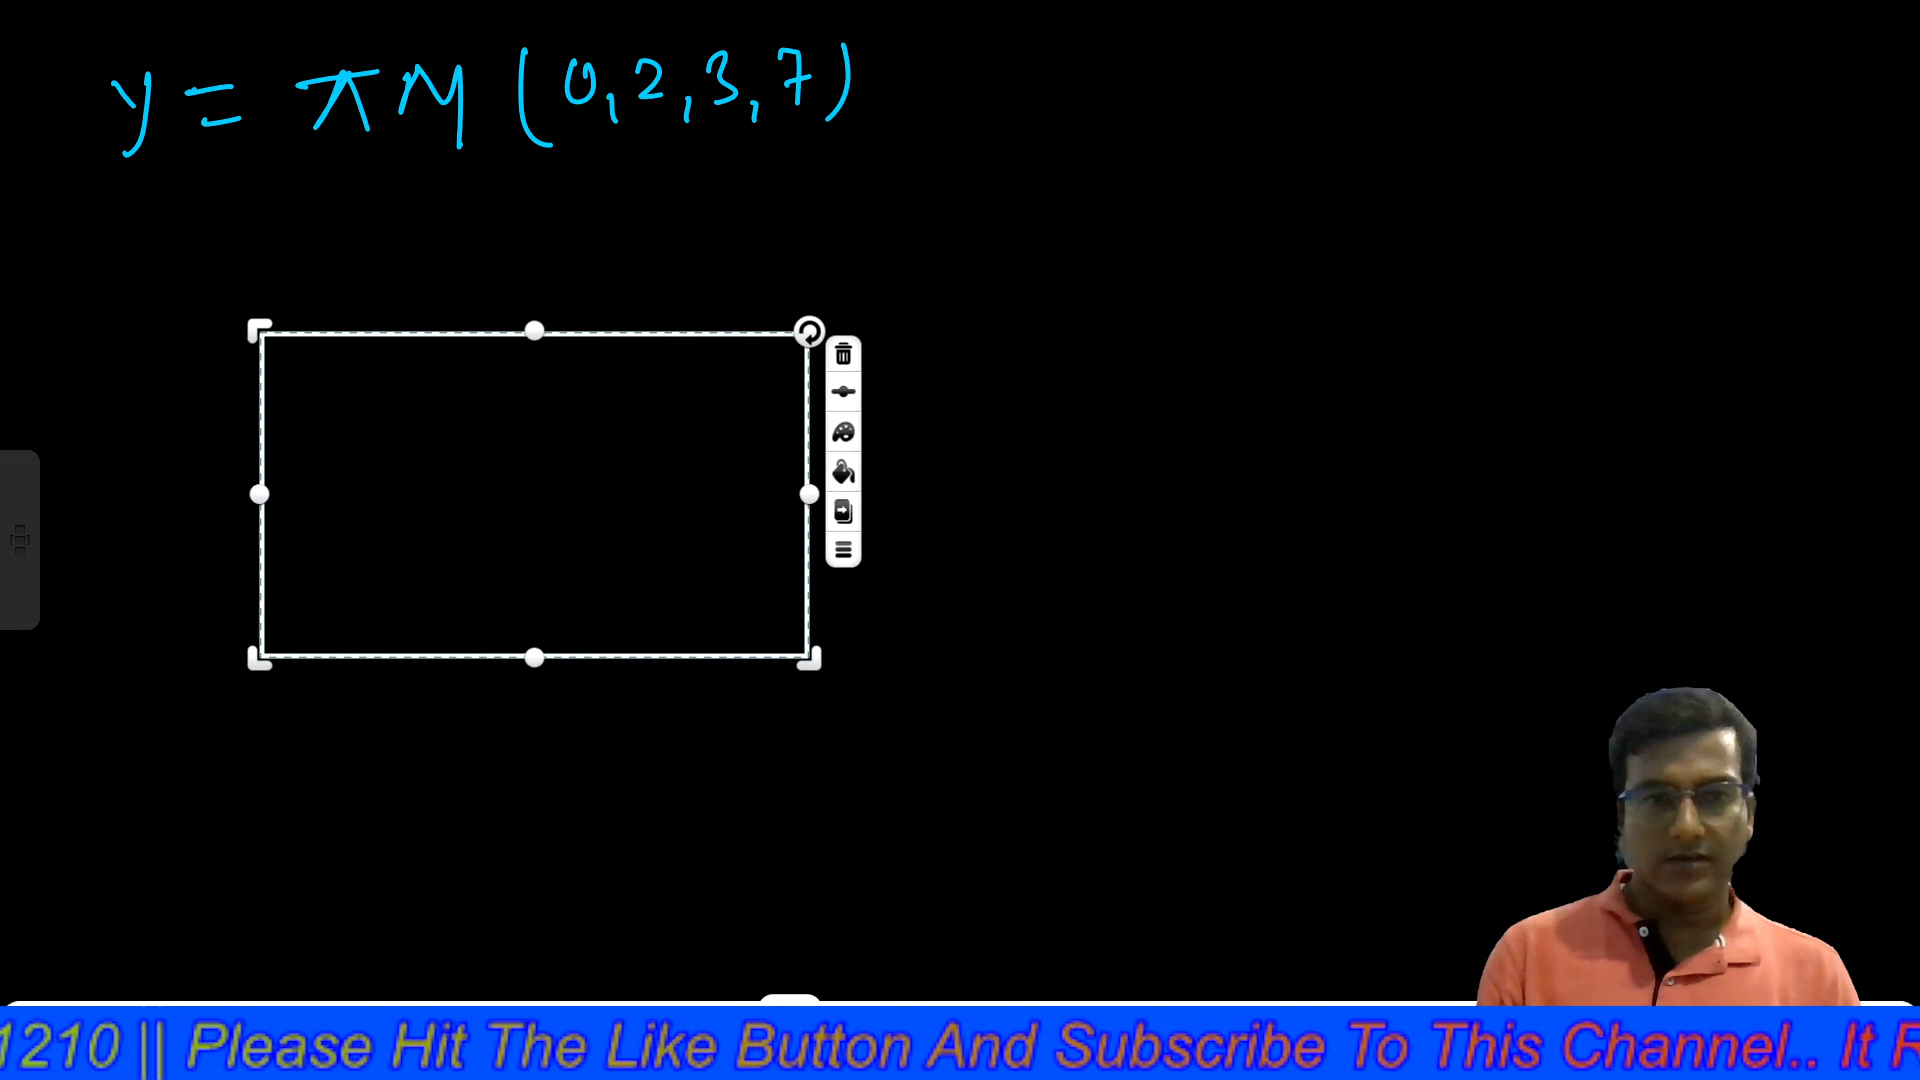 y = πM (0,2,3,7)
1210 || Please Hit The Like Button And Subscribe To This Channel.. It R